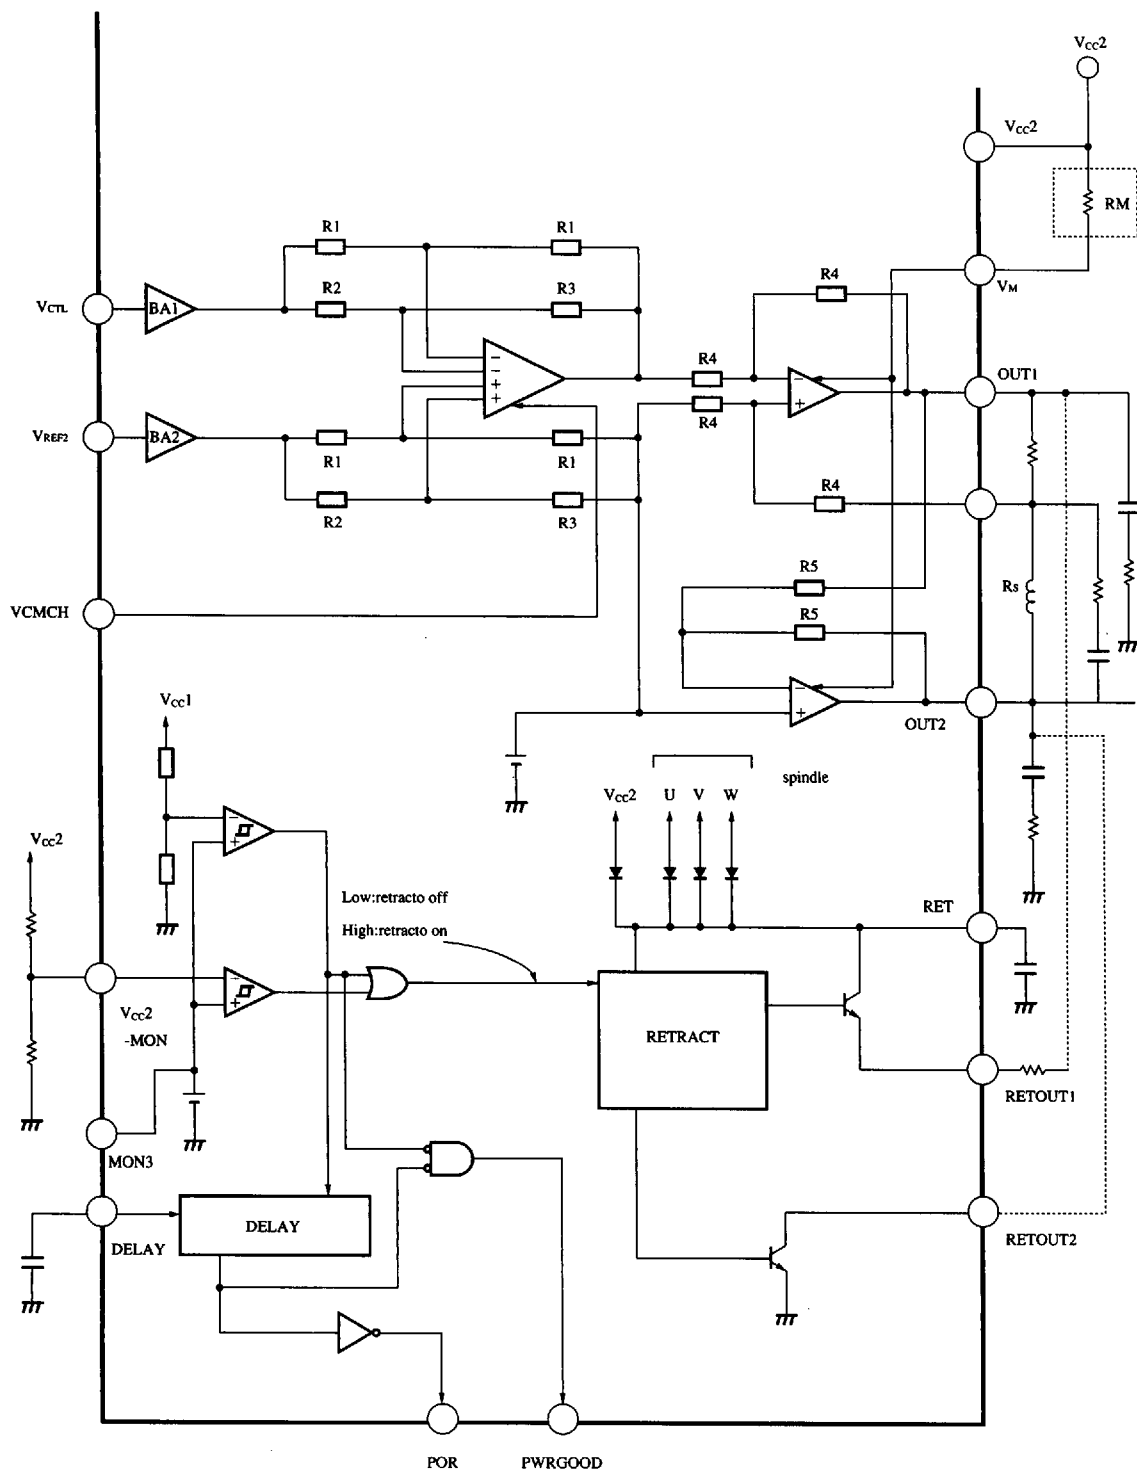 Vcc2
Vcc2
RM
VM
R1
R1
R4
VCTL
BA1
R2
R3
R4
OUT1
−
−
+
+
−
+
VREF2
BA2
R4
R1
R1
R4
R2
R3
R5
Rs
VCMCH
R5
−
+
Vcc1
OUT2
spindle
Vcc2
U
V
W
Vcc2
−
+
Low:retracto off
High:retracto on
RET
−
+
Vcc2
-MON
RETRACT
RETOUT1
MON3
DELAY
DELAY
RETOUT2
POR
PWRGOOD